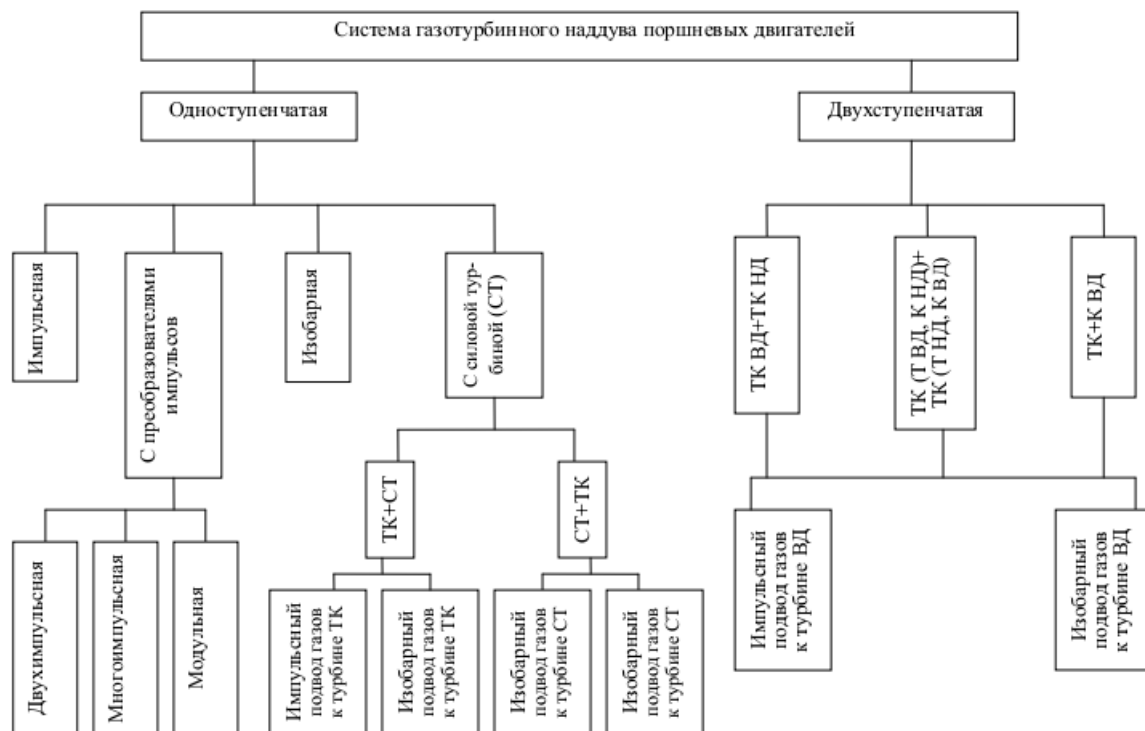 Система газотурбинного наддува поршневых двигателей
Одноступенчатая
Двухступенчатая
Импульсная
С преобразователями
импульсов
Изобарная
С силовой тур-
биной (СТ)
ТК ВД+ТК НД
ТК (Т ВД, К НД)+
ТК (Т НД, К ВД)
ТК+К ВД
ТК+СТ
СТ+ТК
Двухимпульсная
Многоимпульсная
Модульная
Импульсный
подвод газов
к турбине ТК
Изобарный
подвод газов
к турбине ТК
Изобарный
подвод газов
к турбине СТ
Изобарный
подвод газов
к турбине СТ
Импульсный
подвод газов
к турбине ВД
Изобарный
подвод газов
к турбине ВД